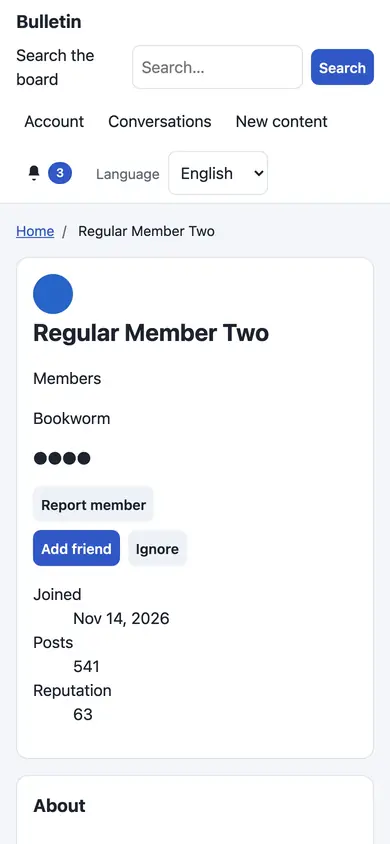 Bulletin
Search the
board
Search...
Search
Account Conversations New content
3 Language English
Home / Regular Member Two
Regular Member Two
Members
Bookworm
●●●●
Report member
Add friend Ignore
Joined
Nov 14, 2026
Posts
541
Reputation
63
About